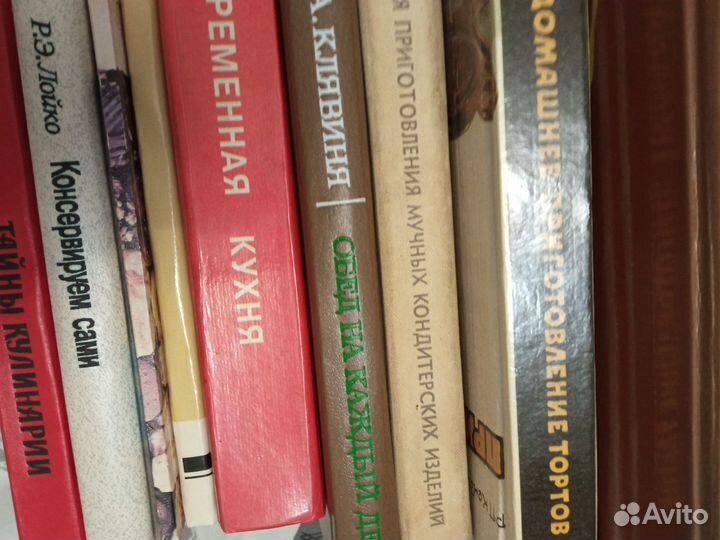 ТАЙНЫ КУЛИНАРИИ
Р.Э.Лойко
Консервируем сами
РЕМЕННАЯ КУХНЯ
А. КЛЯВИНЯ
ОБЕД НА КАЖДЫЙ ДЕ
Я ПРИГОТОВЛЕНИЯ МУЧНЫХ КОНДИТЕРСКИХ ИЗДЕЛИЙ
ДОМАШНЕЕ ПРИГОТОВЛЕНИЕ ТОРТОВ
Avito